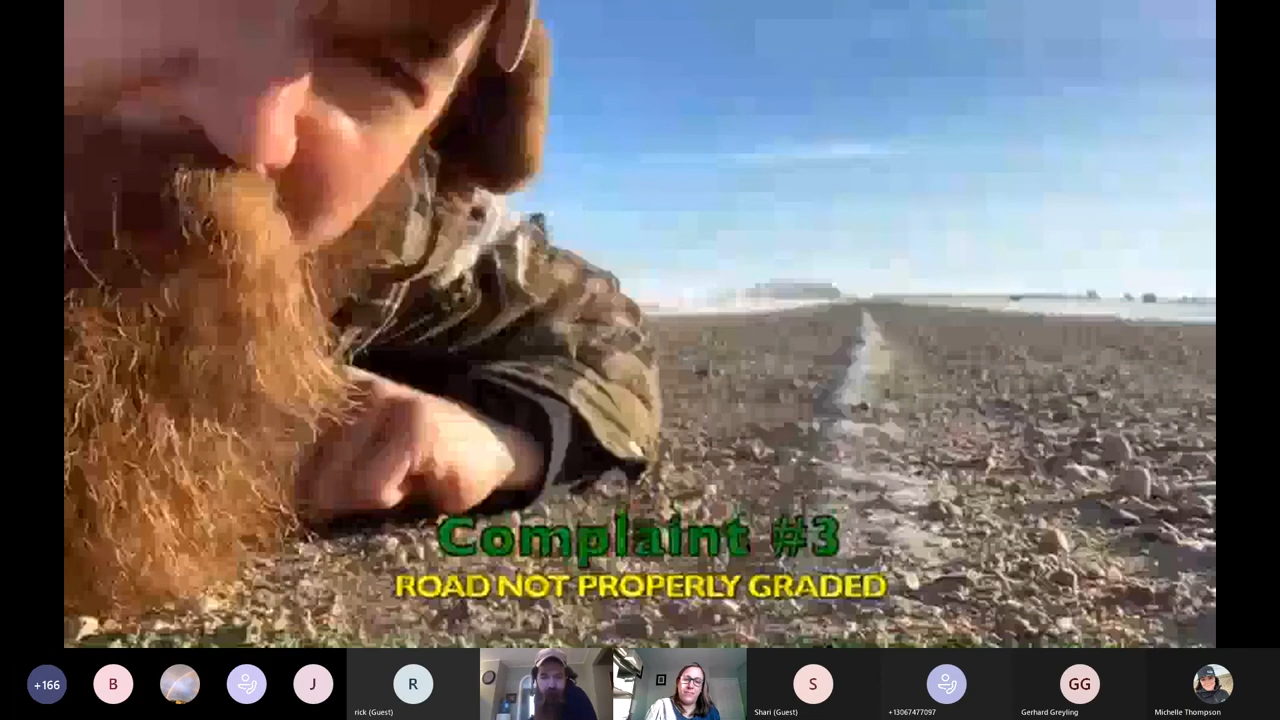 Complaint #3
ROAD NOT PROPERLY GRADED
+166
B
J
R
S
GG
rick (Guest)
Shari (Guest)
+13067477097
Gerhard Greyling
Michelle Thompson